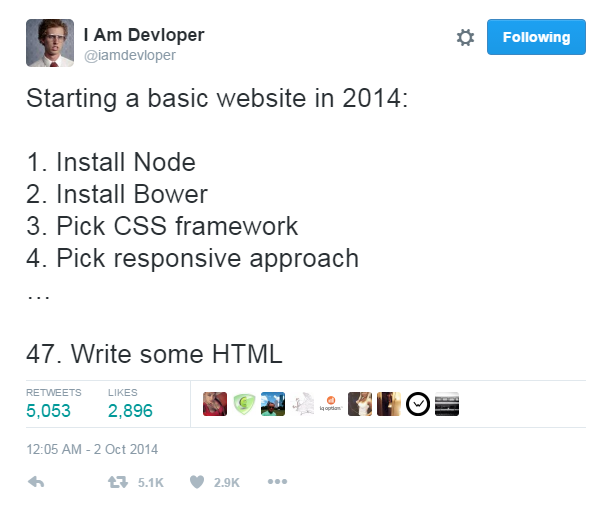 I Am Devloper
@iamdevloper
Following
Starting a basic website in 2014:
1. Install Node
2. Install Bower
3. Pick CSS framework
4. Pick responsive approach
…
47. Write some HTML
RETWEETS LIKES
5,053 2,896
iq option
12:05 AM - 2 Oct 2014
5.1K 2.9K